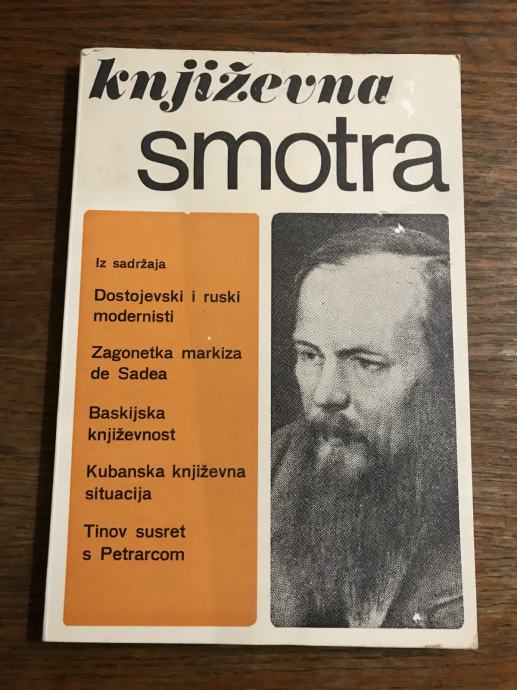 književna
smotra
Iz sadržaja
Dostojevski i ruski
modernisti
Zagonetka markiza
de Sadea
Baskijska
književnost
Kubanska književna
situacija
Tinov susret
s Petrarcom